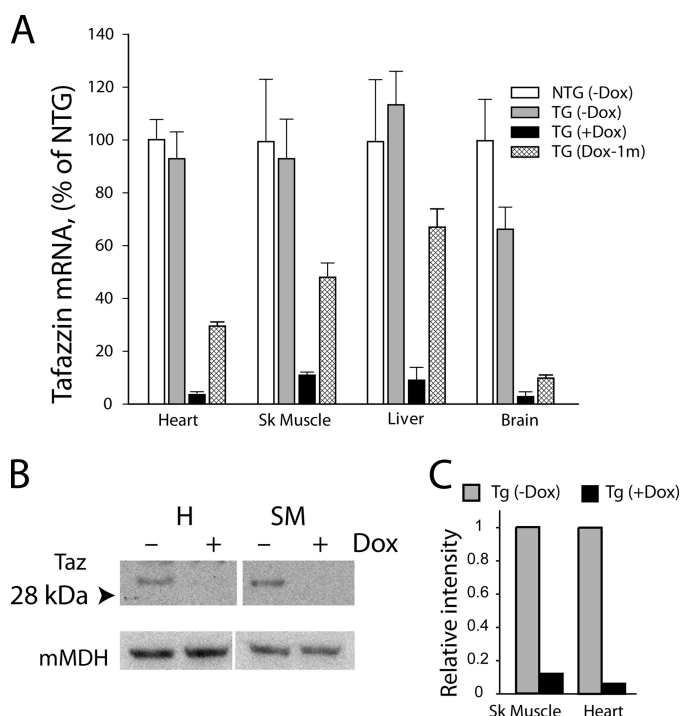 A
Tafazzin mRNA, (% of NTG)
140
120
100
80
60
40
20
0
NTG (-Dox)
TG (-Dox)
TG (+Dox)
TG (Dox-1m)
Heart Sk Muscle Liver Brain
B
H SM
− + − + Dox
Taz
28 kDa
mMDH
C
Tg (-Dox) Tg (+Dox)
Relative intensity
1
0.8
0.6
0.4
0.2
0
Sk Muscle Heart